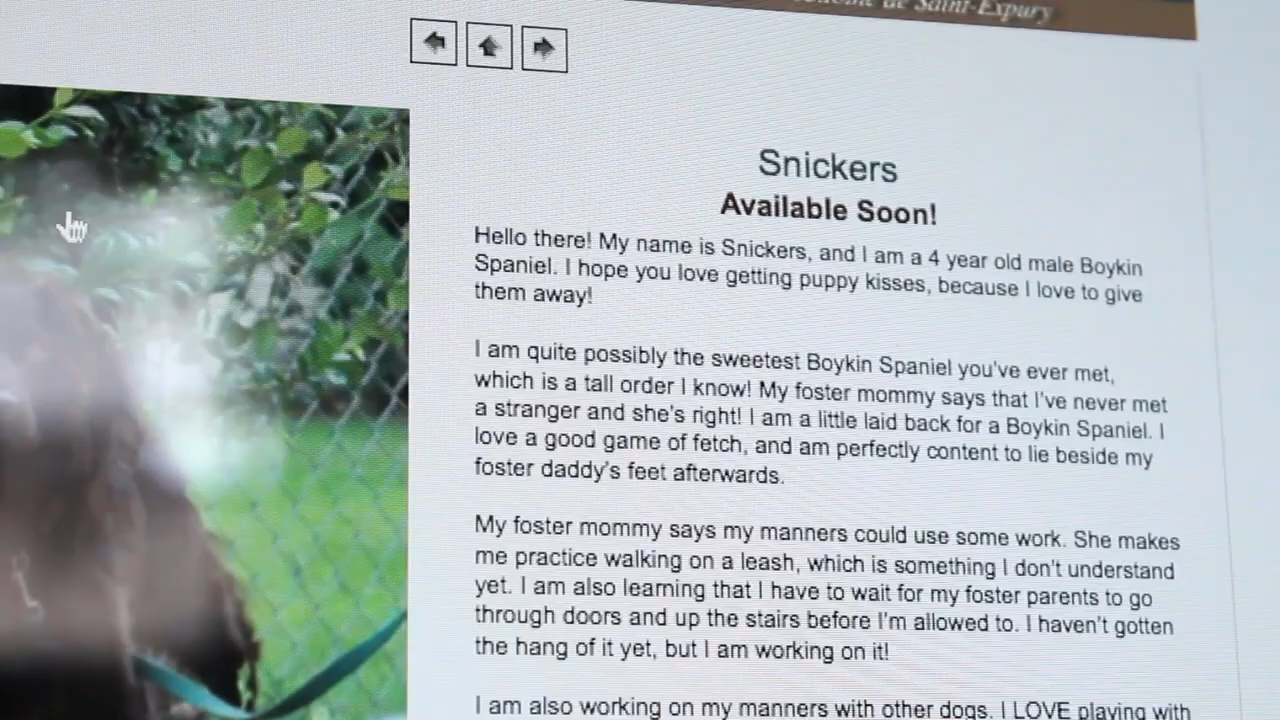 de Saint-Expury
Snickers
Available Soon!
Hello there! My name is Snickers, and I am a 4 year old male Boykin
Spaniel. I hope you love getting puppy kisses, because I love to give
them away!
I am quite possibly the sweetest Boykin Spaniel you've ever met,
which is a tall order I know! My foster mommy says that I've never met
a stranger and she's right! I am a little laid back for a Boykin Spaniel. I
love a good game of fetch, and am perfectly content to lie beside my
foster daddy's feet afterwards.
My foster mommy says my manners could use some work. She makes
me practice walking on a leash, which is something I don't understand
yet. I am also learning that I have to wait for my foster parents to go
through doors and up the stairs before I'm allowed to. I haven't gotten
the hang of it yet, but I am working on it!
I am also working on my manners with other dogs. I LOVE playing with